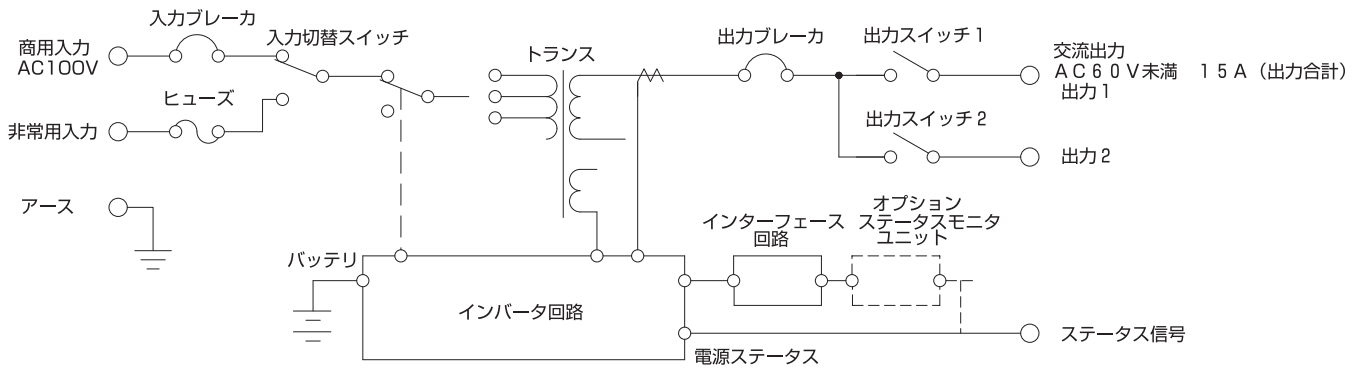 入力ブレーカ
商用入力
AC100V
入力切替スイッチ
トランス
出力ブレーカ
出力スイッチ1
交流出力
AC60V未満 15A（出力合計）
出力1
ヒューズ
非常用入力
出力スイッチ2
出力2
アース
オプション
ステータスモニタ
ユニット
インターフェース
回路
バッテリ
インバータ回路
ステータス信号
電源ステータス